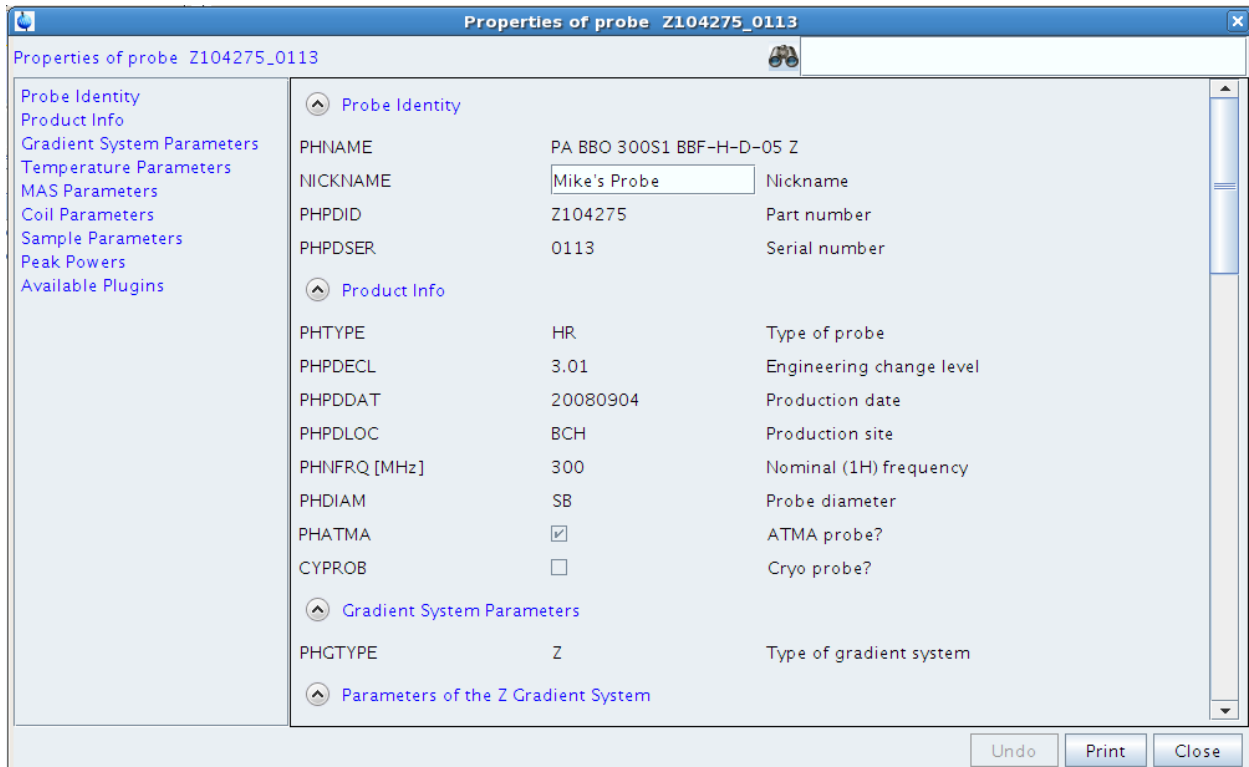 Properties of probe Z104275_0113
Properties of probe Z104275_0113
Probe Identity
Product Info
Gradient System Parameters
Temperature Parameters
MAS Parameters
Coil Parameters
Sample Parameters
Peak Powers
Available Plugins
Probe Identity
PHNAME PA BBO 300S1 BBF-H-D-05 Z
NICKNAME Mike's Probe Nickname
PHPDID Z104275 Part number
PHPDSER 0113 Serial number
Product Info
PHTYPE HR Type of probe
PHPDECL 3.01 Engineering change level
PHPDDAT 20080904 Production date
PHPDLOC BCH Production site
PHNFRQ [MHz] 300 Nominal (1H) frequency
PHDIAM SB Probe diameter
PHATMA ATMA probe?
CYPROB Cryo probe?
Gradient System Parameters
PHGTYPE Z Type of gradient system
Parameters of the Z Gradient System
Undo Print Close